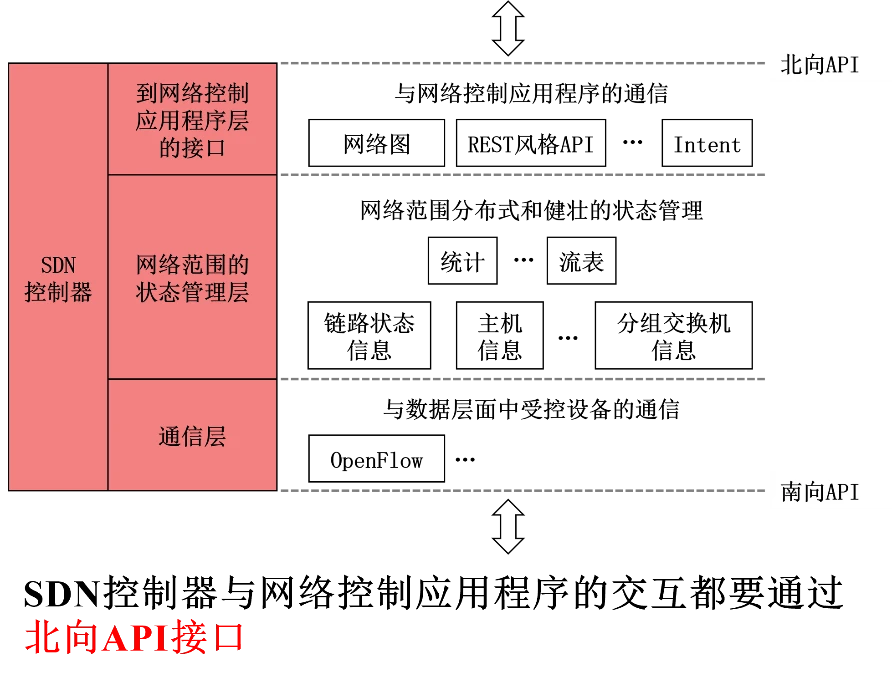 北向API
到网络控制
应用程序层
的接口
与网络控制应用程序的通信
网络图
REST风格API
…
Intent
SDN
控制器
网络范围的
状态管理层
网络范围分布式和健壮的状态管理
统计
…
流表
链路状态
信息
主机
信息
…
分组交换机
信息
通信层
与数据层面中受控设备的通信
OpenFlow
…
南向API
SDN控制器与网络控制应用程序的交互都要通过
北向API接口